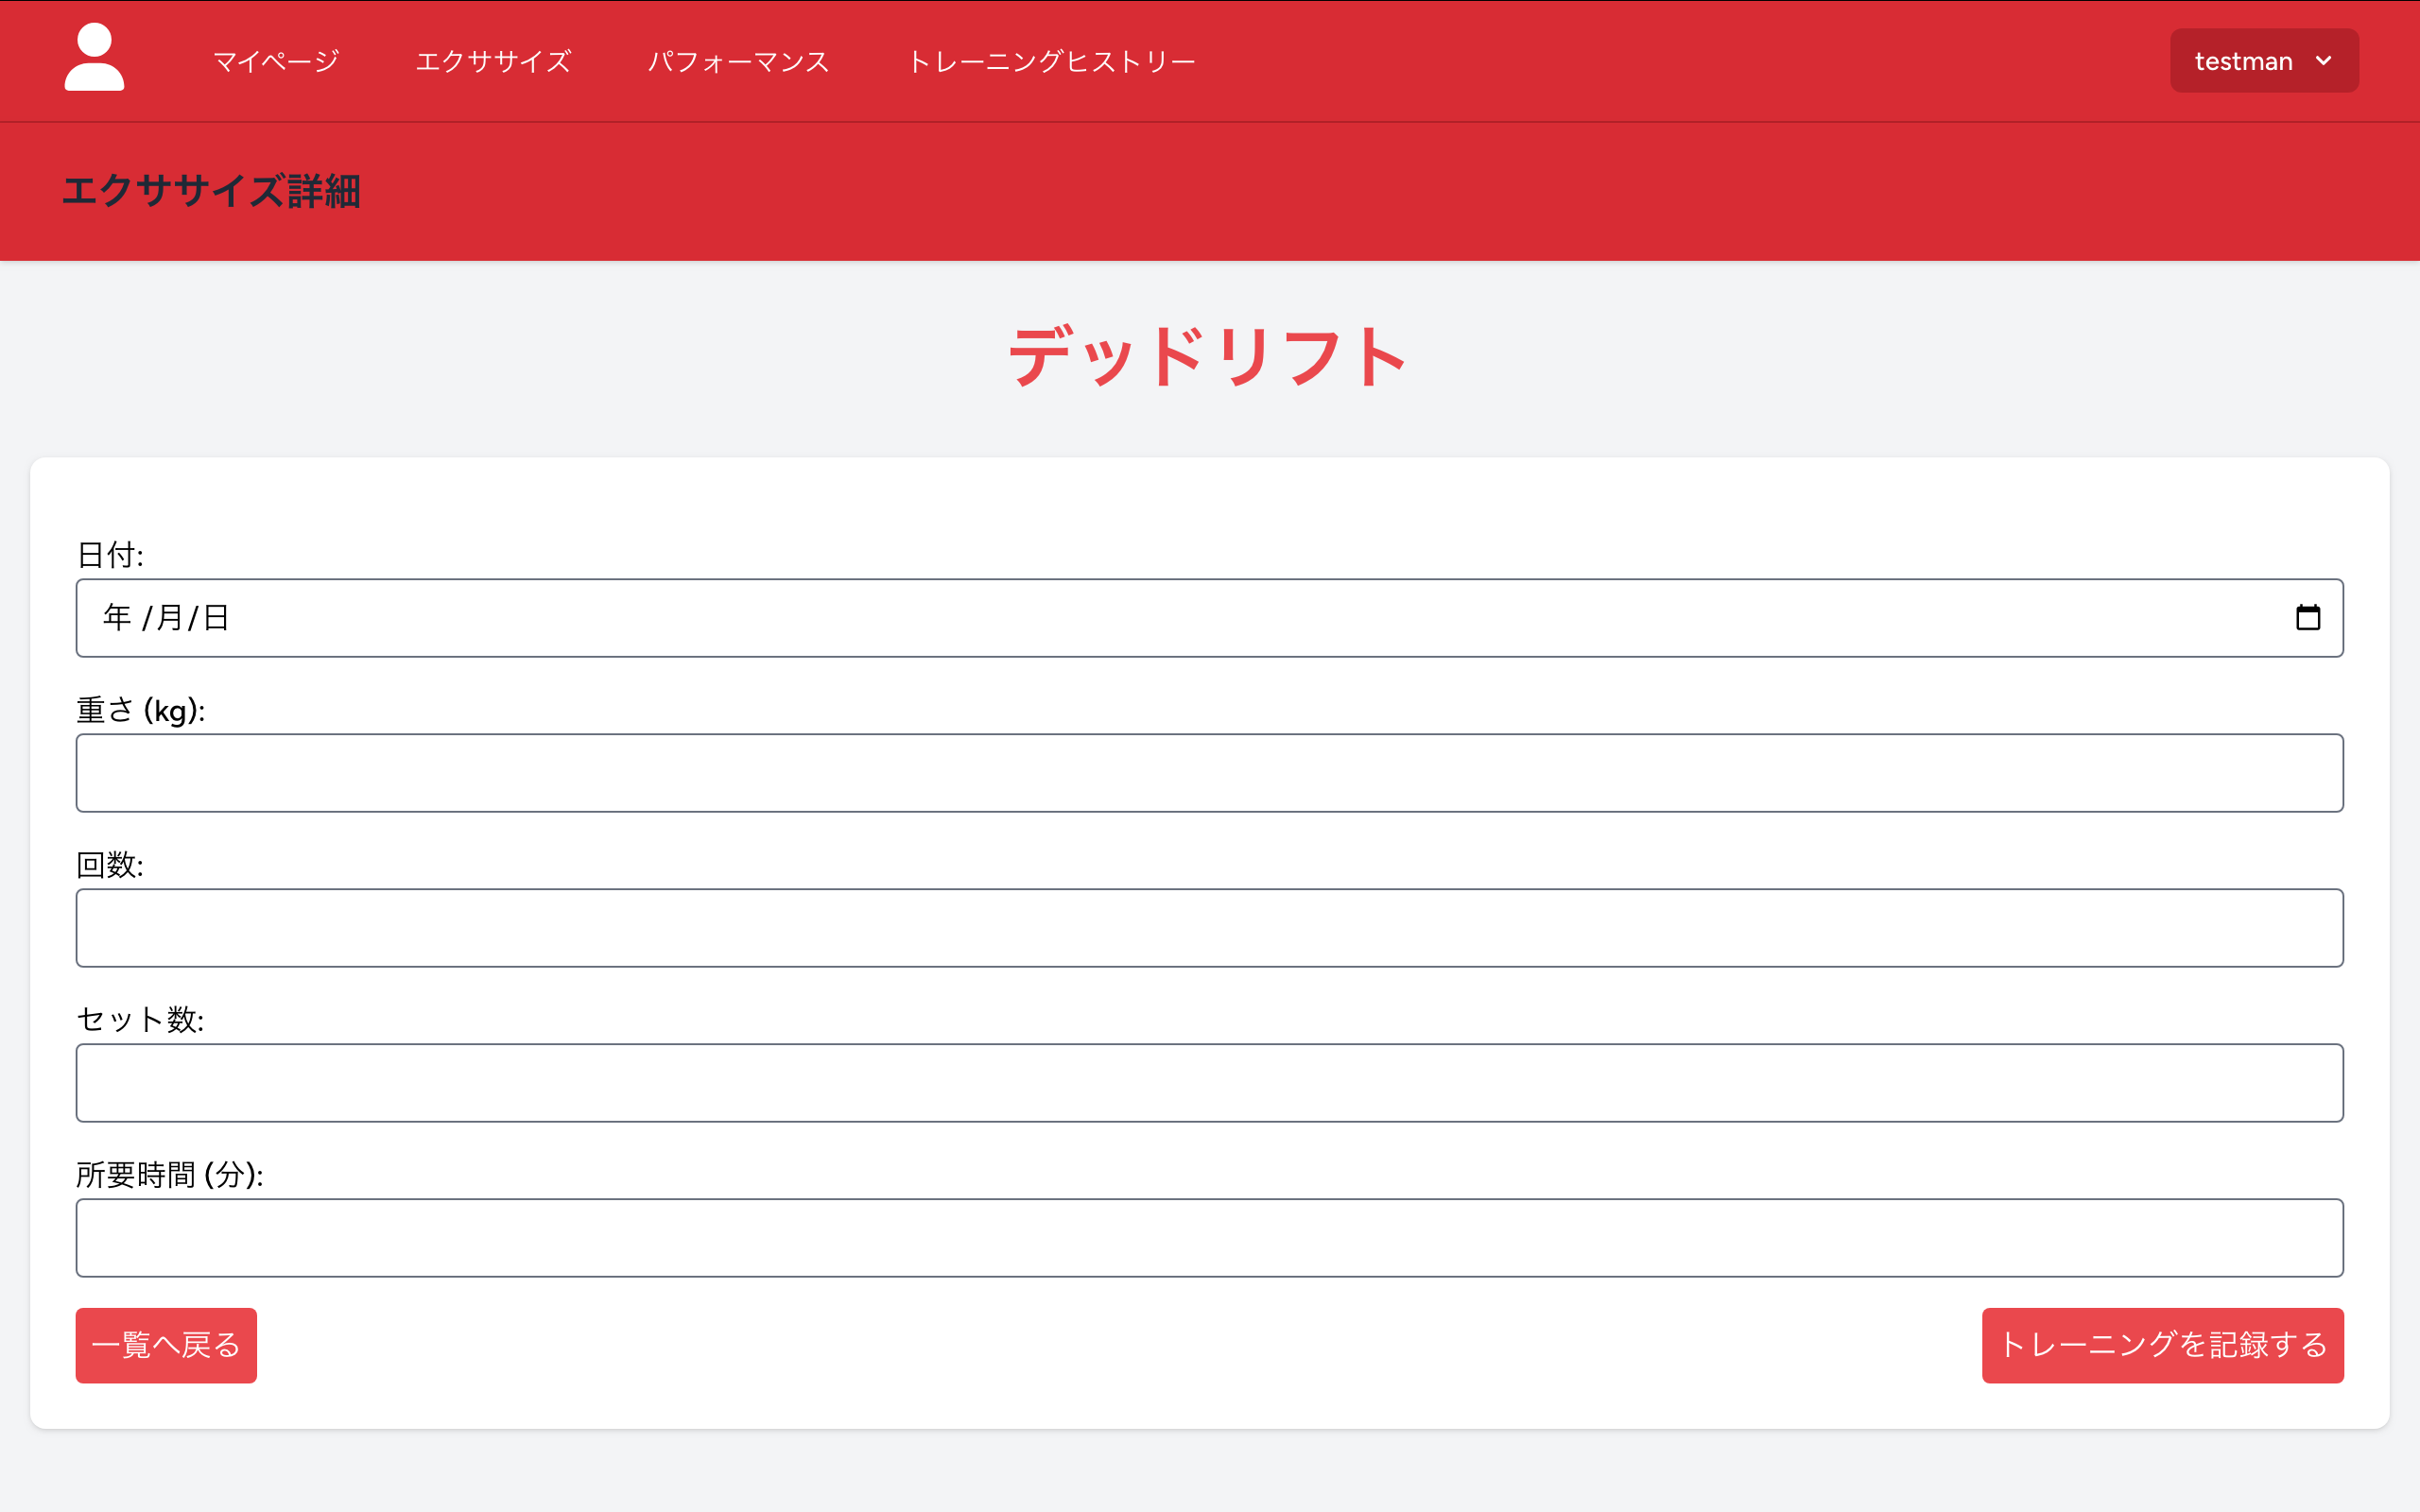 マイページ エクササイズ パフォーマンス トレーニングヒストリー testman
エクササイズ詳細
デッドリフト
日付:
年 /月/日
重さ (kg):
回数:
セット数:
所要時間 (分):
一覧へ戻る トレーニングを記録する